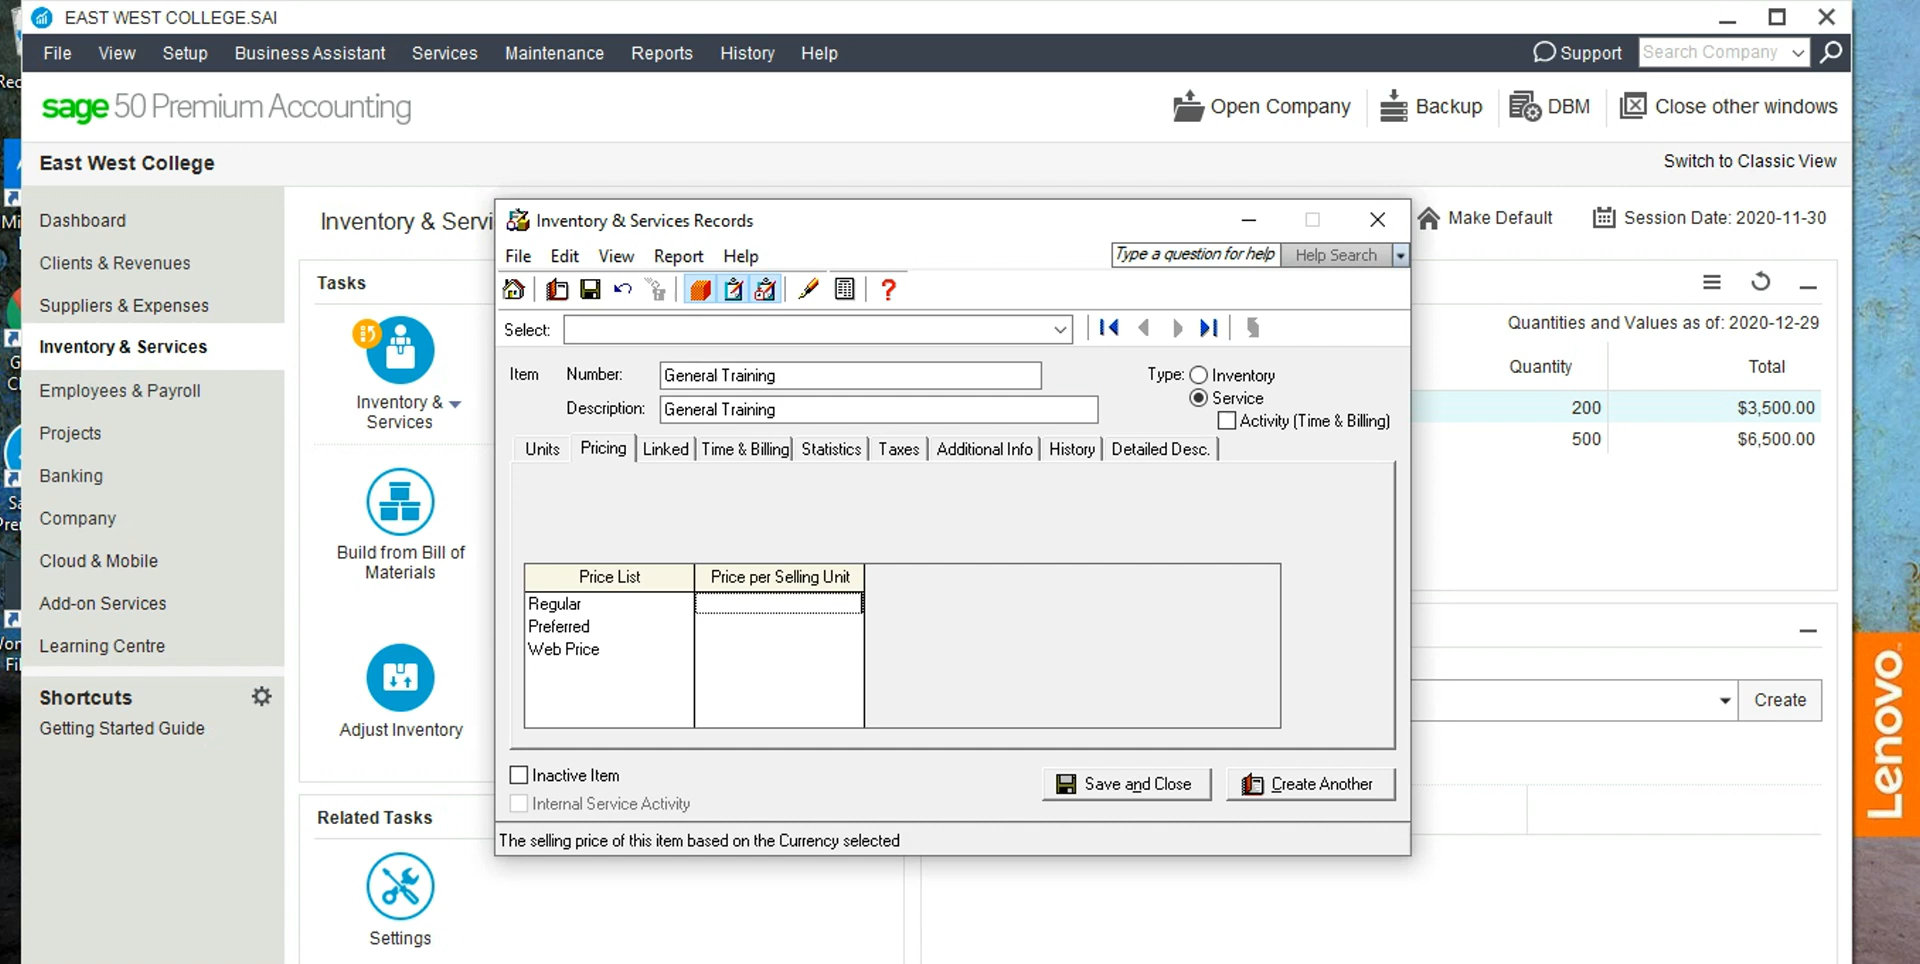 EAST WEST COLLEGE.SAI
File View Setup Business Assistant Services Maintenance Reports History Help
Support Search Company
sage 50 Premium Accounting
Open Company Backup DBM Close other windows
East West College
Switch to Classic View
Dashboard
Clients & Revenues
Suppliers & Expenses
Inventory & Services
Employees & Payroll
Projects
Banking
Company
Cloud & Mobile
Add-on Services
Learning Centre
Shortcuts
Getting Started Guide
Inventory & Servi
Make Default Session Date: 2020-11-30
Tasks
Inventory &
Services
Build from Bill of
Materials
Adjust Inventory
Related Tasks
Settings
Inventory & Services Records
File Edit View Report Help
Type a question for help Help Search
Select:
Item Number: General Training
Description: General Training
Type: Inventory
Service
Activity (Time & Billing)
Units Pricing Linked Time & Billing Statistics Taxes Additional Info History Detailed Desc.
Price List Price per Selling Unit
Regular
Preferred
Web Price
Inactive Item
Internal Service Activity
Save and Close Create Another
The selling price of this item based on the Currency selected
Quantities and Values as of: 2020-12-29
Quantity Total
200 $3,500.00
500 $6,500.00
Create
Lenovo